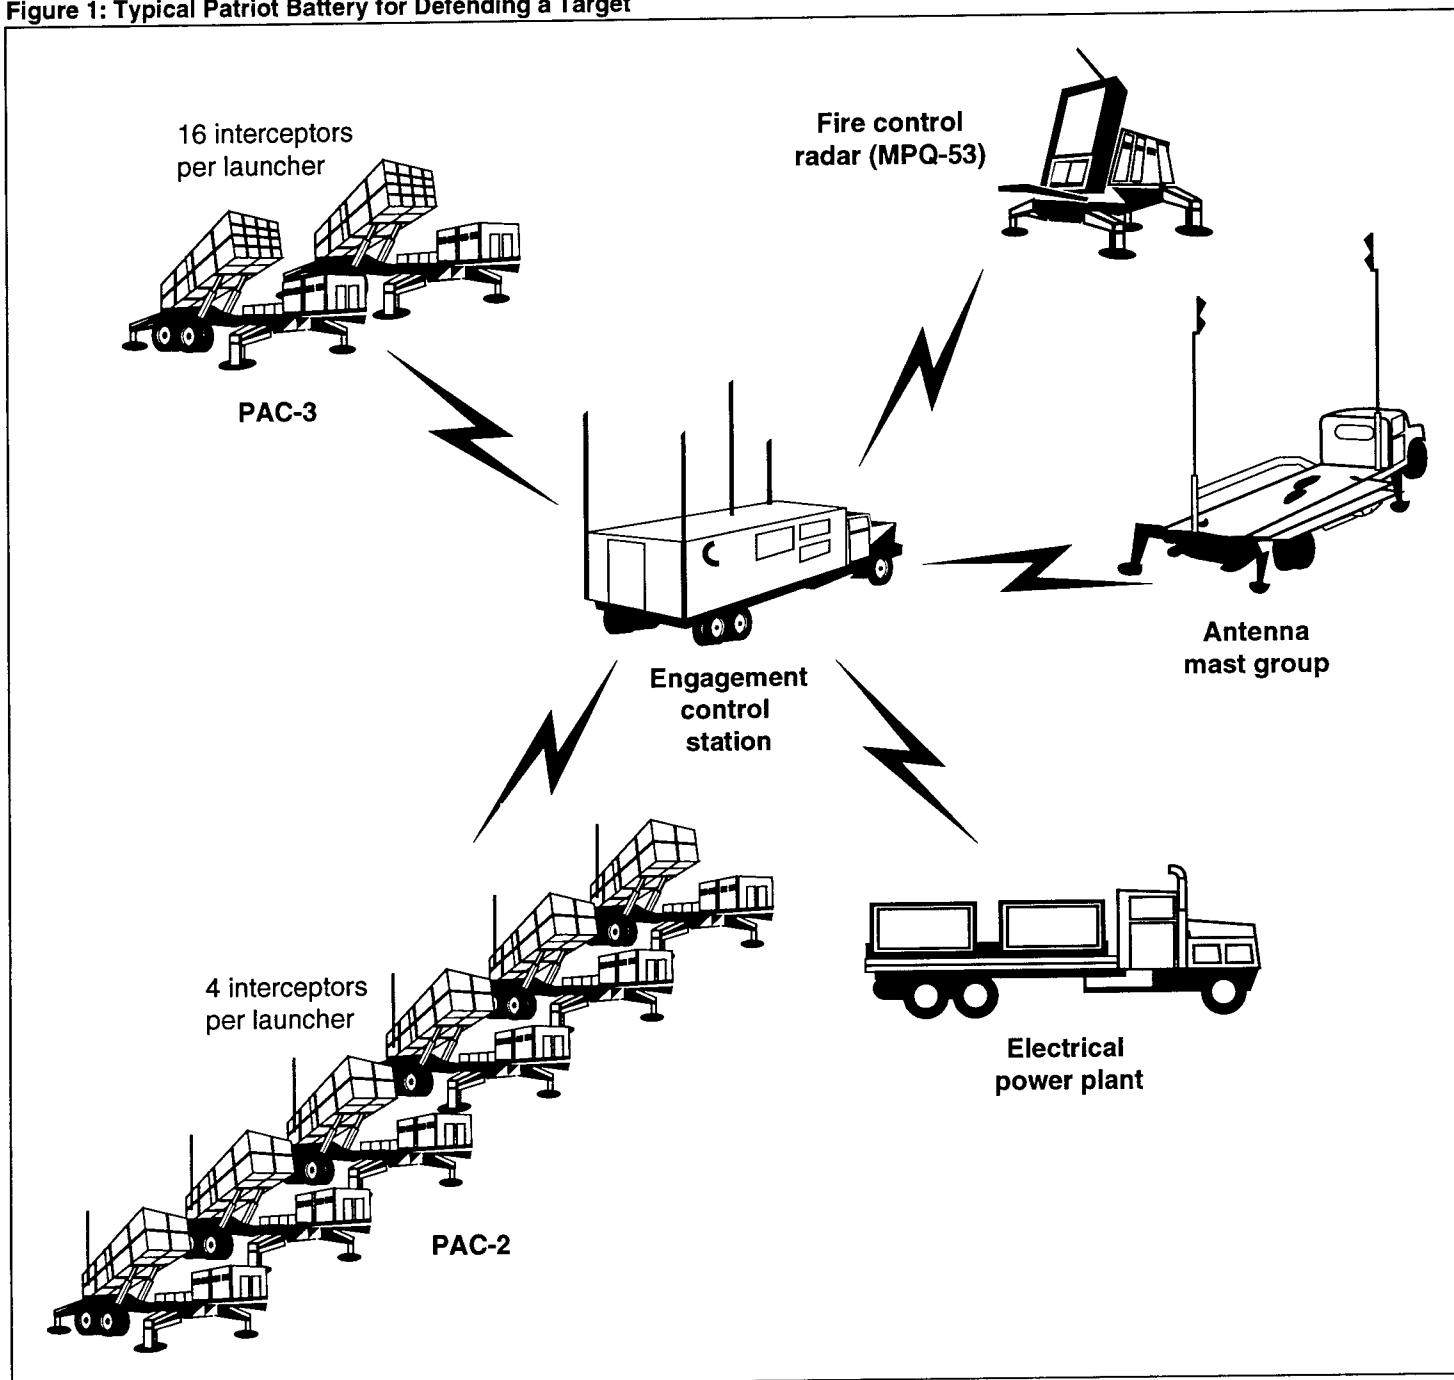 Figure 1: Typical Patriot Battery for Defending a Target
16 interceptors
per launcher
Fire control
radar (MPQ-53)
PAC-3
Antenna
mast group
Engagement
control
station
4 interceptors
per launcher
Electrical
power plant
PAC-2